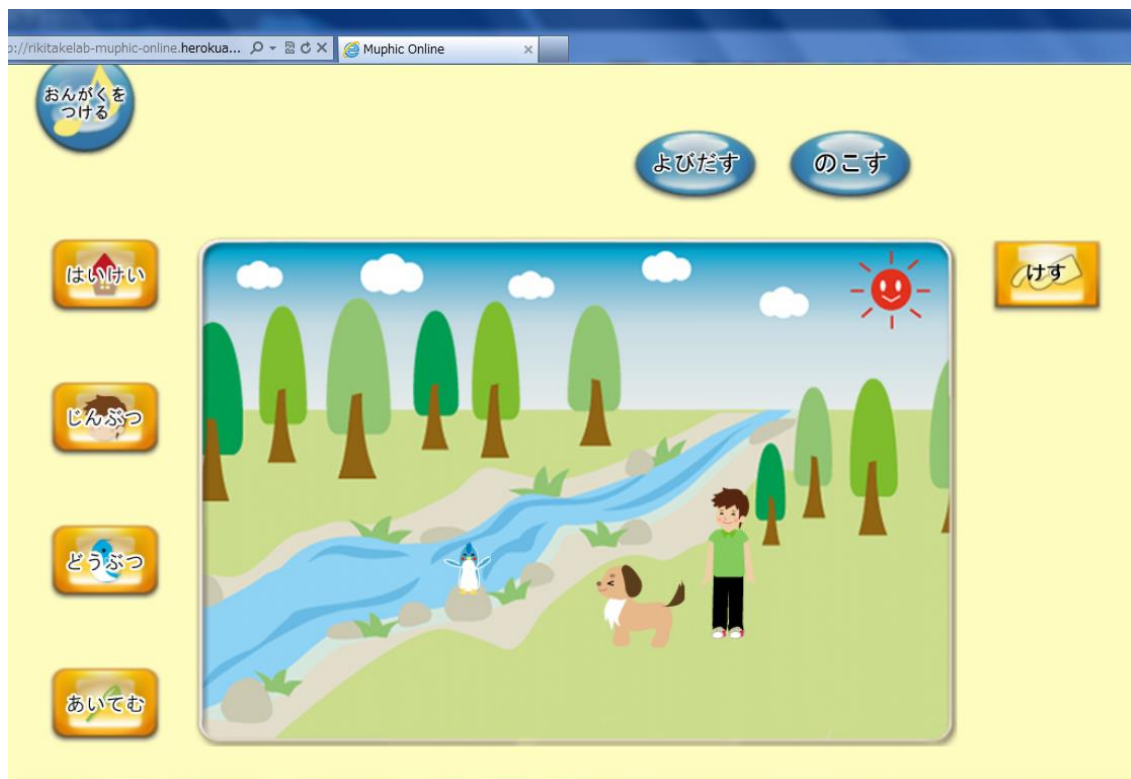 p://rikitakelab-muphic-online.herokua...
Muphic Online
おんがくを
つける
よびだす
のこす
はいけい
けす
じんぶつ
どうぶつ
あいてむ